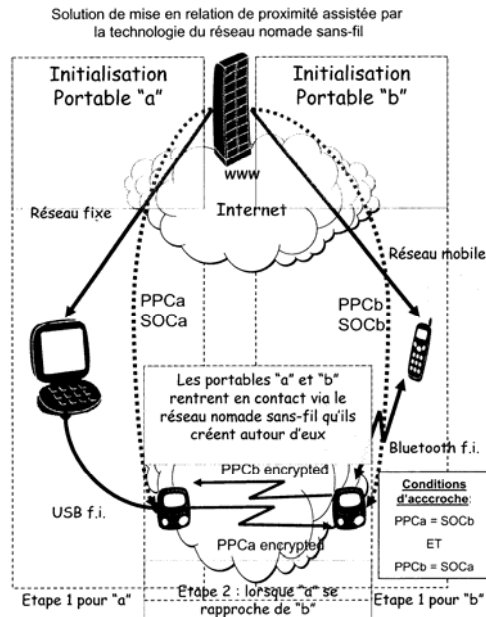 Solution de mise en relation de proximité assistée par
la technologie du réseau nomade sans-fil
Initialisation
Portable "a"
Initialisation
Portable "b"
www
Internet
Réseau fixe
Réseau mobile
PPCa
SOCa
PPCb
SOCb
Les portables "a" et "b"
rentrent en contact via le
réseau nomade sans-fil qu'ils
créent autour d'eux
Bluetooth f.i.
PPCb encrypted
USB f.i.
PPCa encrypted
Conditions
d'acccroche:
PPCa = SOCb
ET
PPCb = SOCa
Etape 1 pour "a"
Etape 2 : lorsque "a" se
rapproche de "b"
Etape 1 pour "b"